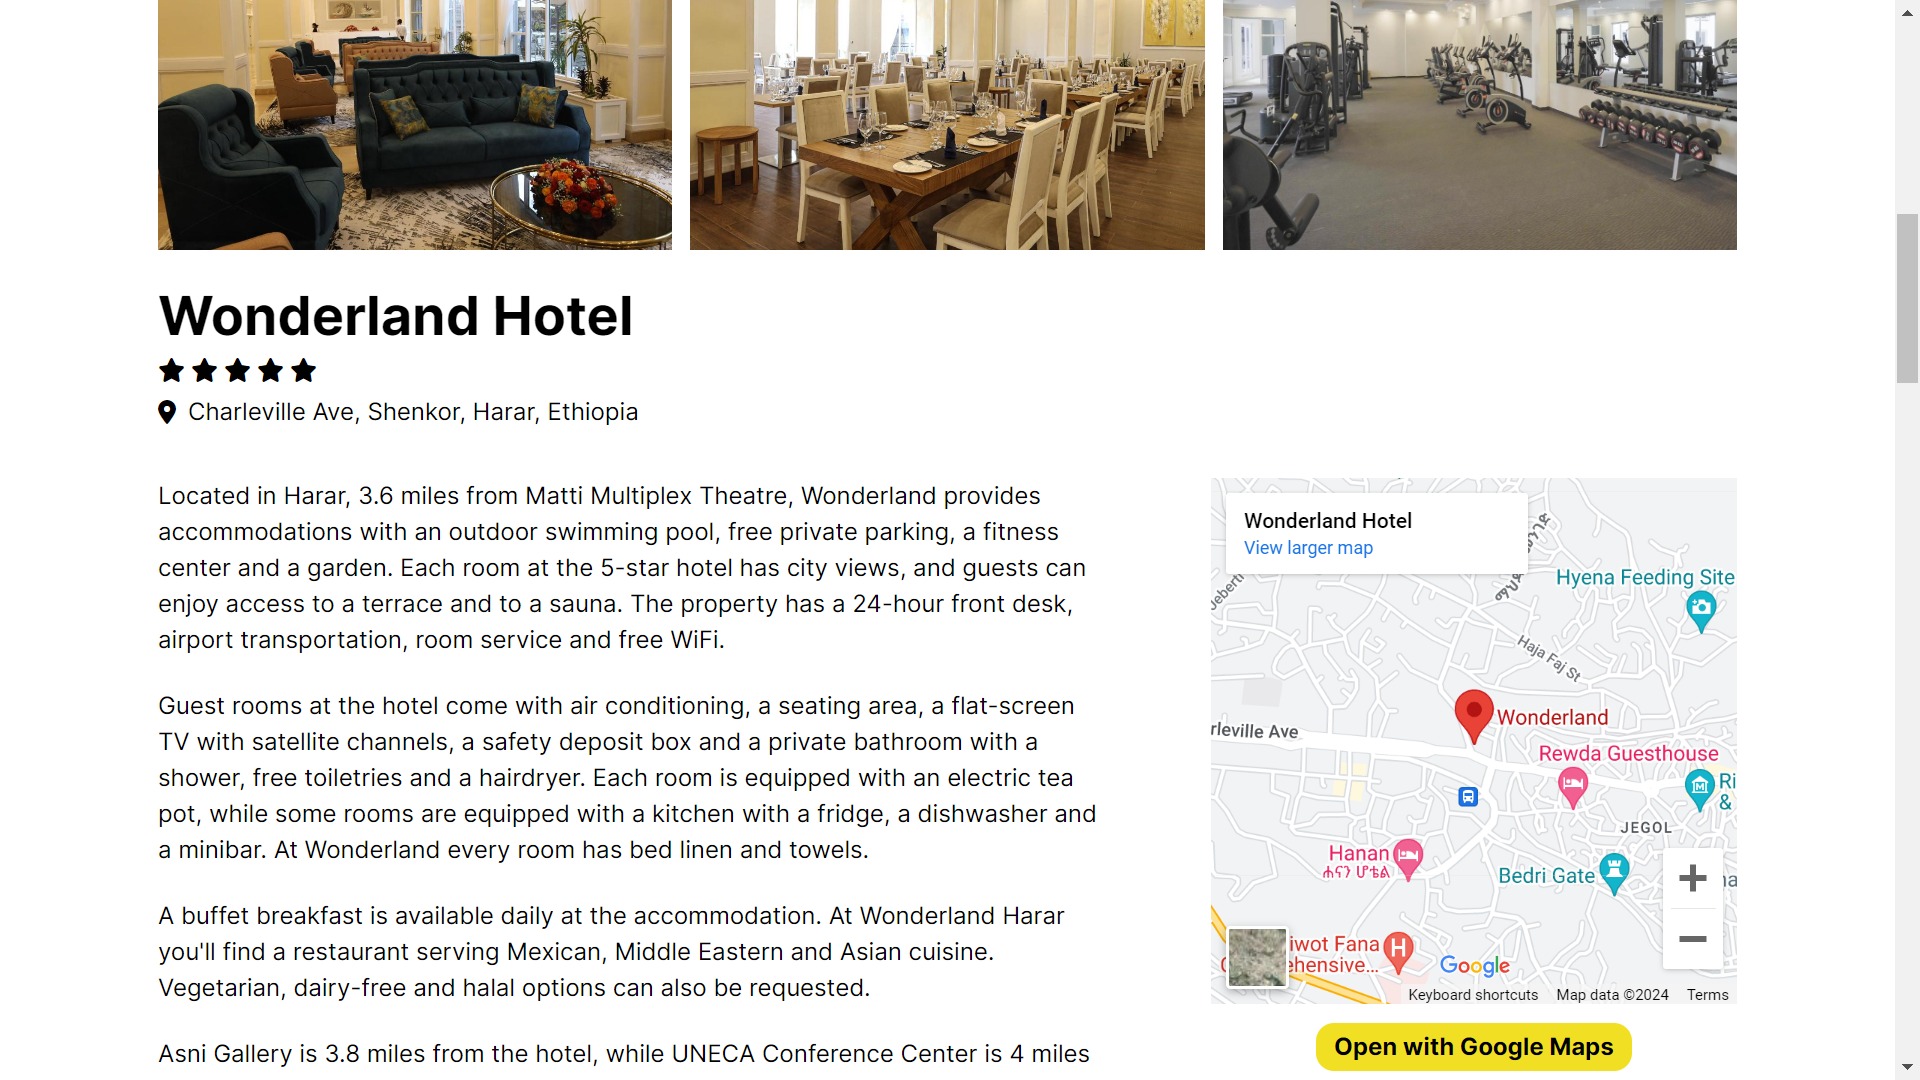 Wonderland Hotel
Charleville Ave, Shenkor, Harar, Ethiopia
Located in Harar, 3.6 miles from Matti Multiplex Theatre, Wonderland provides
accommodations with an outdoor swimming pool, free private parking, a fitness
center and a garden. Each room at the 5-star hotel has city views, and guests can
enjoy access to a terrace and to a sauna. The property has a 24-hour front desk,
airport transportation, room service and free WiFi.
Guest rooms at the hotel come with air conditioning, a seating area, a flat-screen
TV with satellite channels, a safety deposit box and a private bathroom with a
shower, free toiletries and a hairdryer. Each room is equipped with an electric tea
pot, while some rooms are equipped with a kitchen with a fridge, a dishwasher and
a minibar. At Wonderland every room has bed linen and towels.
A buffet breakfast is available daily at the accommodation. At Wonderland Harar
you'll find a restaurant serving Mexican, Middle Eastern and Asian cuisine.
Vegetarian, dairy-free and halal options can also be requested.
Asni Gallery is 3.8 miles from the hotel, while UNECA Conference Center is 4 miles
Wonderland Hotel
View larger map
Hyena Feeding Site
Haja Faj St
rleville Ave
Wonderland
Rewda Guesthouse
Ri
&
JEGOL
Hanan
ሐናን ሆቴል
Bedri Gate
iwot Fana
ehensive...
H
Google
Keyboard shortcuts
Map data ©2024
Terms
Open with Google Maps